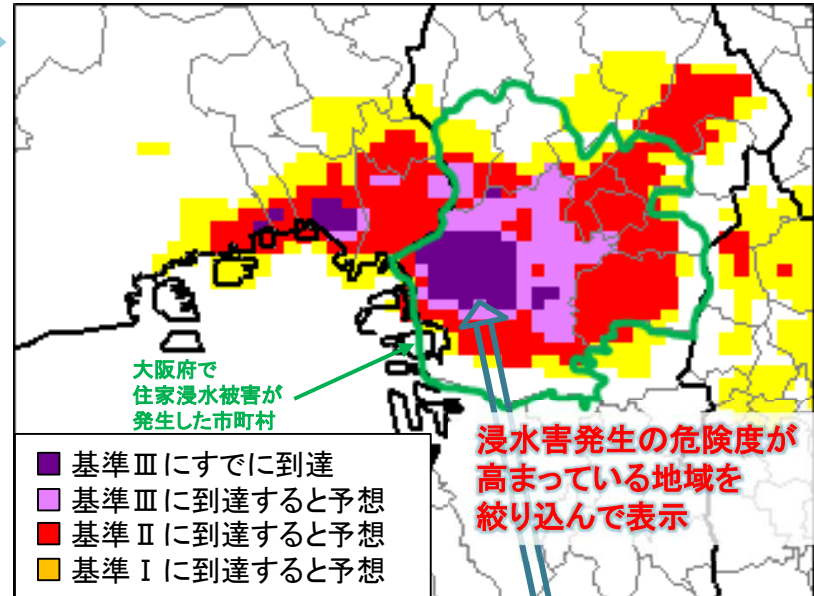 大阪府で
住家浸水被害が
発生した市町村
浸水害発生の危険度が
高まっている地域を
絞り込んで表示
基準Ⅲにすでに到達
基準Ⅲに到達すると予想
基準Ⅱに到達すると予想
基準Ⅰに到達すると予想